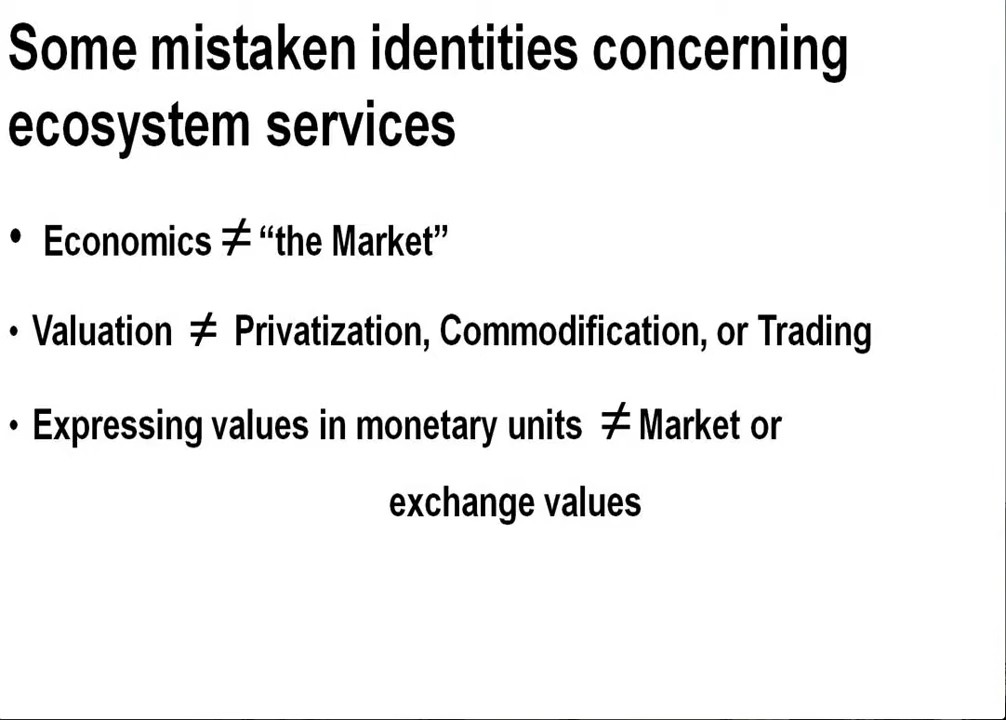 Some mistaken identities concerning
ecosystem services
• Economics ≠ “the Market”
• Valuation ≠ Privatization, Commodification, or Trading
• Expressing values in monetary units ≠ Market or
exchange values